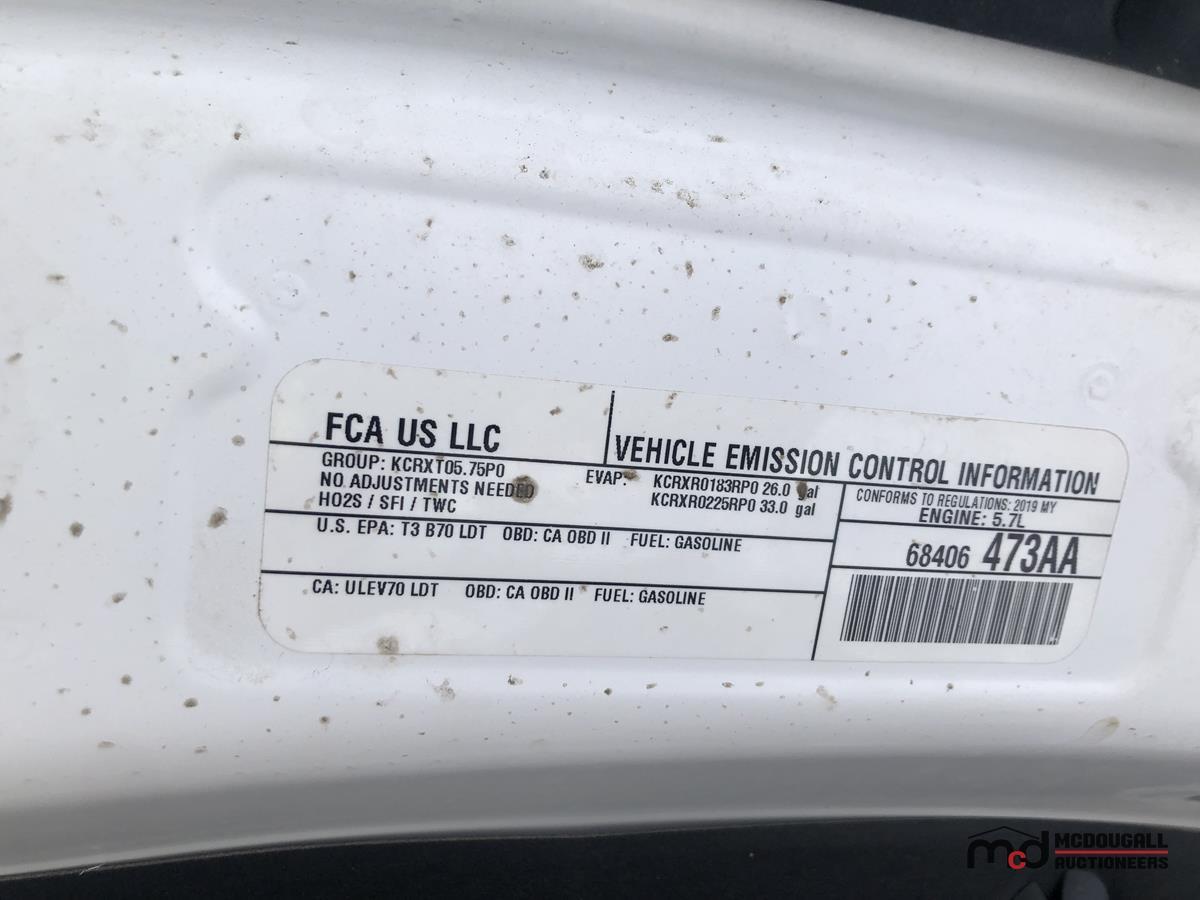 FCA US LLC
VEHICLE EMISSION CONTROL INFORMATION
GROUP: KCRXT05.75P0
NO ADJUSTMENTS NEEDED
HO2S / SFI / TWC
EVAP: KCRXR0183RP0 26.0 gal
KCRXR0225RP0 33.0 gal
CONFORMS TO REGULATIONS: 2019 MY
ENGINE: 5.7L
U.S. EPA: T3 B70 LDT OBD: CA OBD II FUEL: GASOLINE
68406 473AA
CA: ULEV70 LDT OBD: CA OBD II FUEL: GASOLINE
mcd MCDOUGALL
AUCTIONEERS